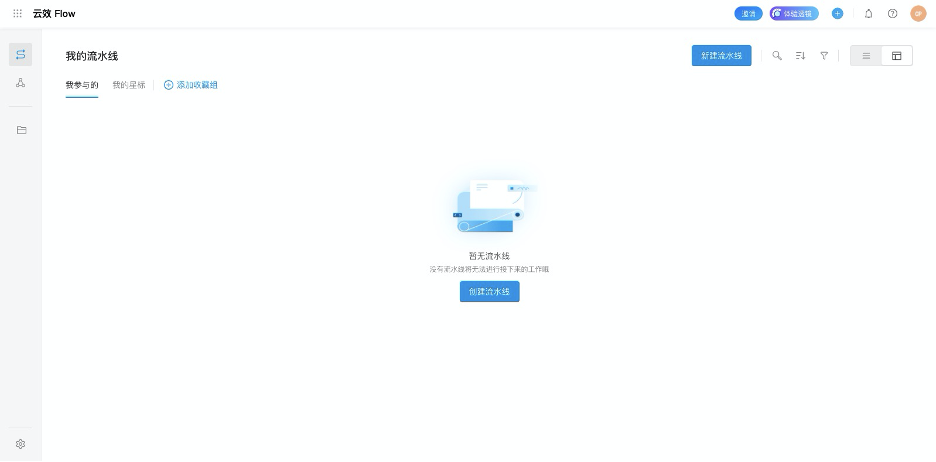 云效 Flow
邀请
体验透镜
我的流水线
新建流水线
我参与的
我的星标
添加收藏组
暂无流水线
没有流水线将无法进行接下来的工作哦
创建流水线